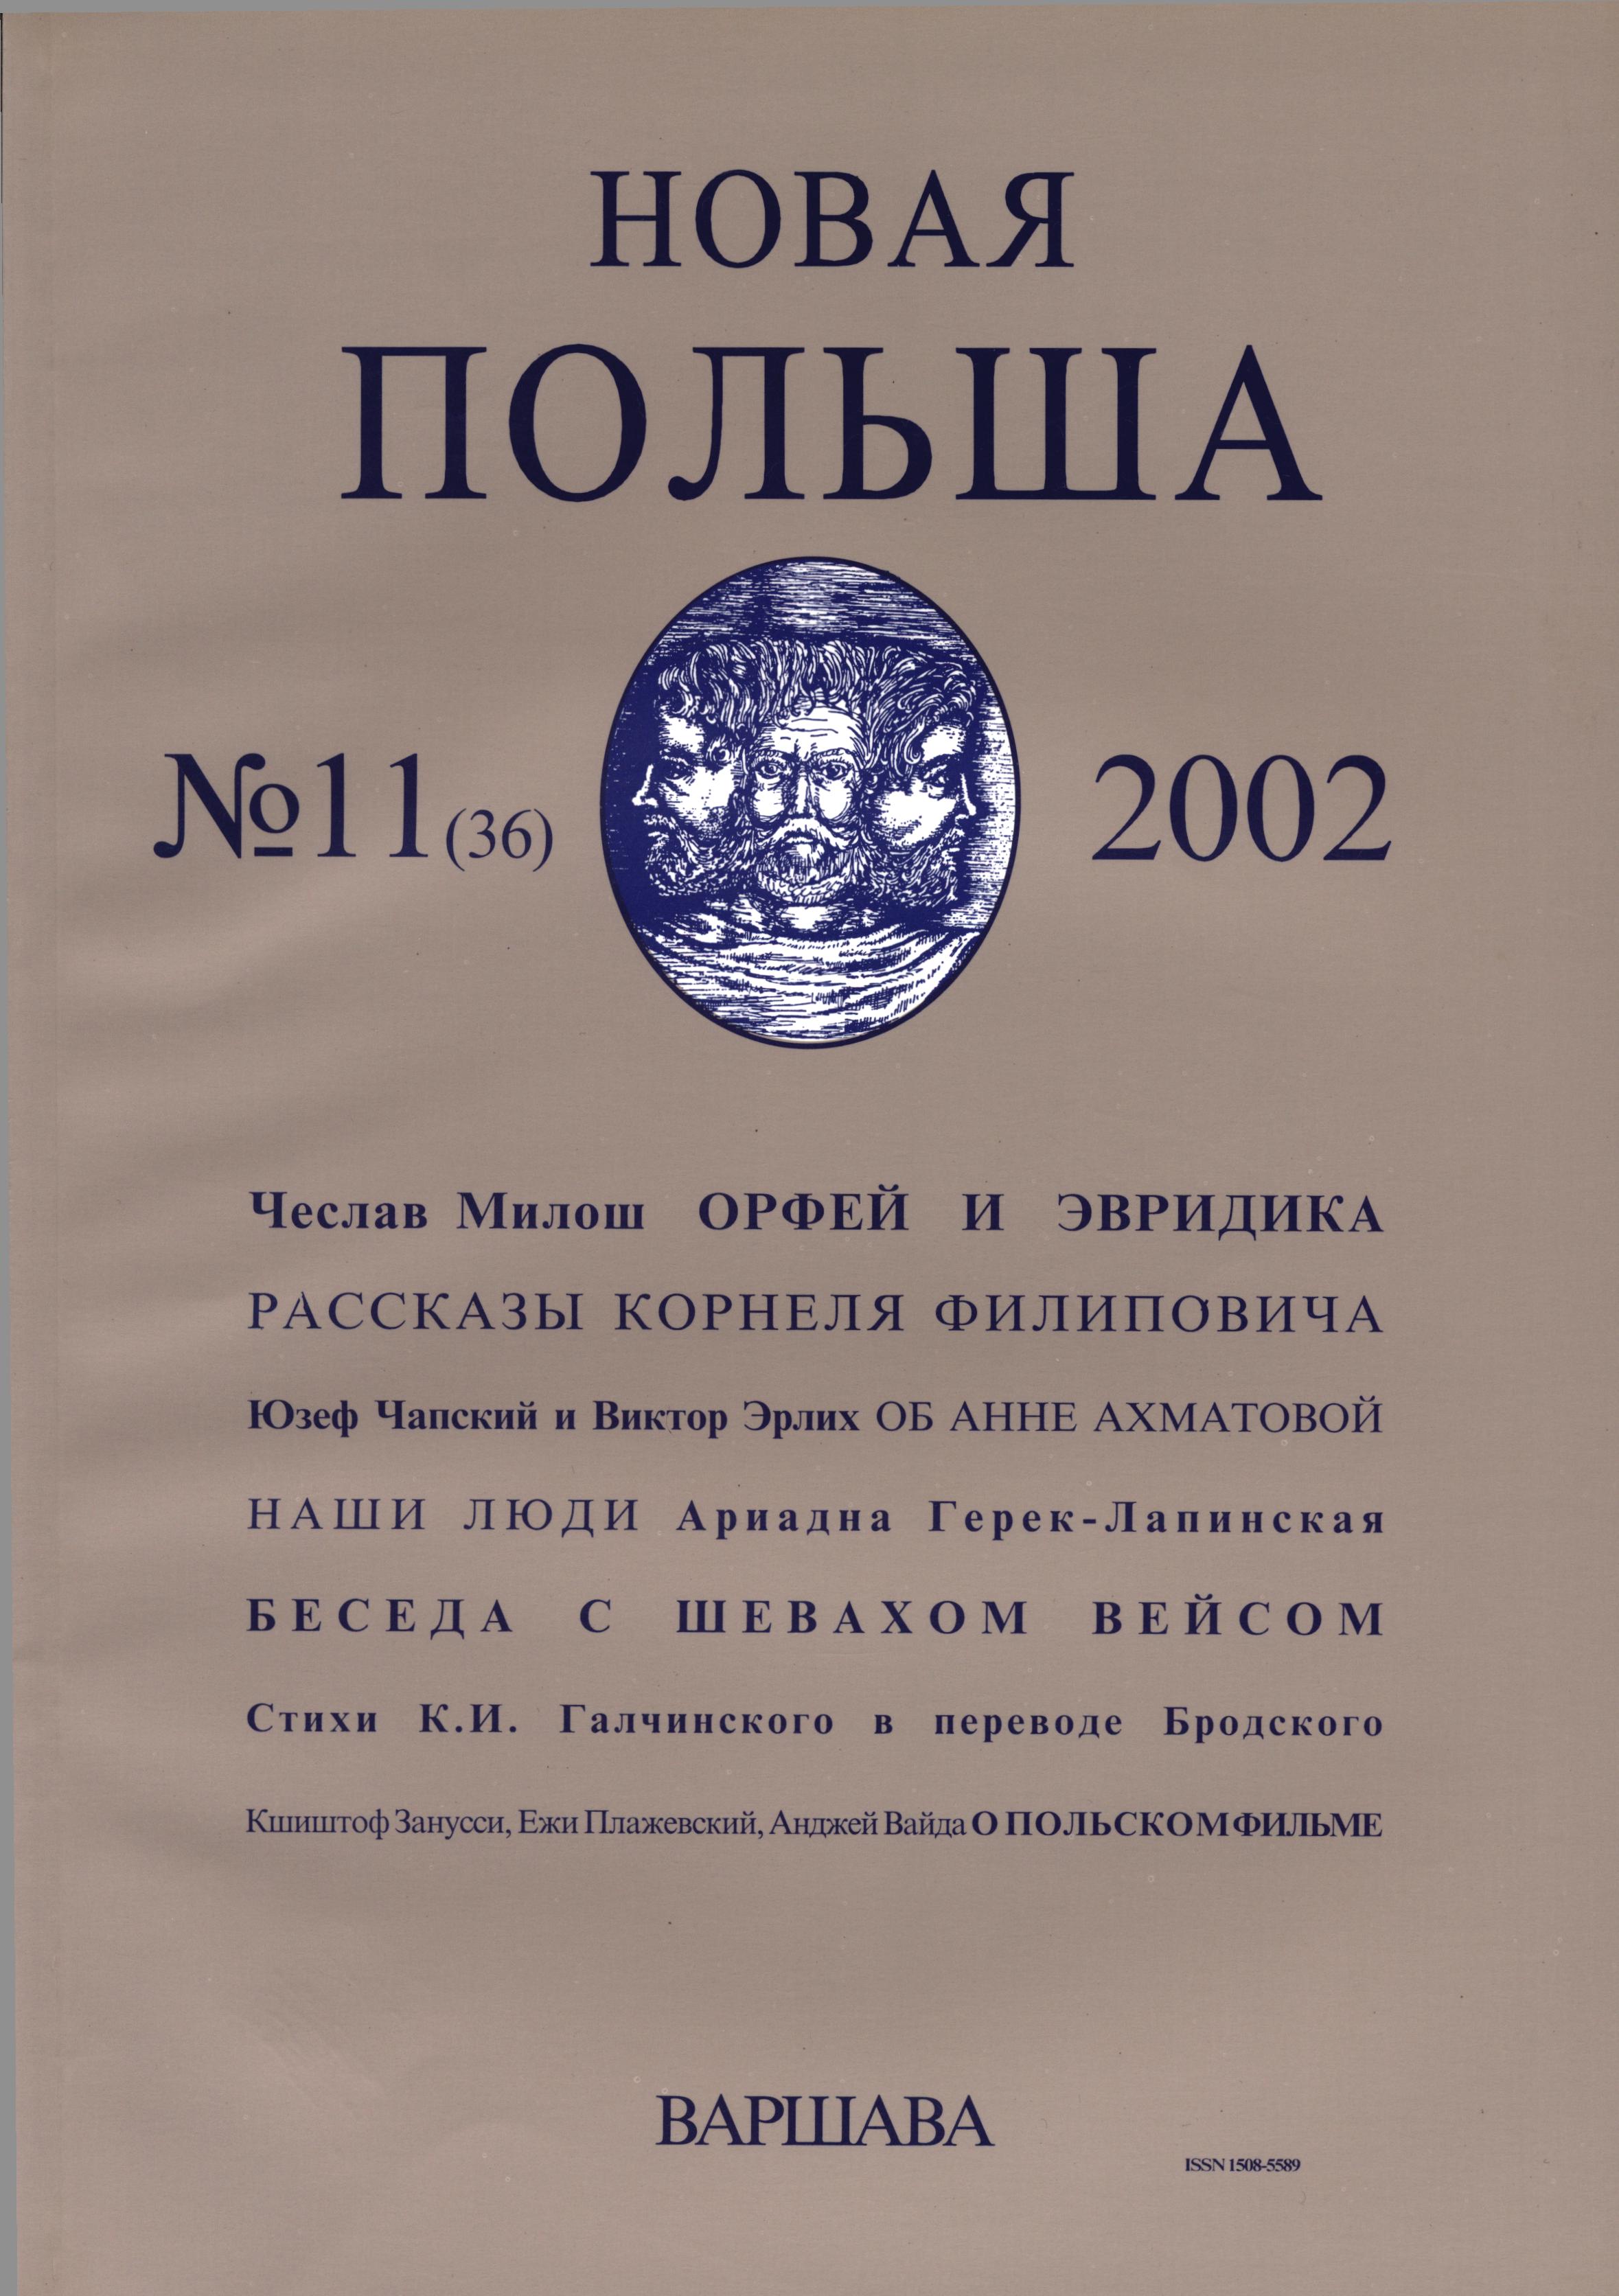 НОВАЯ
ПОЛЬША
№11(36) 2002
Чеслав Милош ОРФЕЙ И ЭВРИДИКА
РАССКАЗЫ КОРНЕЛЯ ФИЛИПОВИЧА
Юзеф Чапский и Виктор Эрлих ОБ АННЕ АХМАТОВОЙ
НАШИ ЛЮДИ Ариадна Герек-Лапинская
БЕСЕДА С ШЕВАХОМ ВЕЙСОМ
Стихи К.И. Галчинского в переводе Бродского
Кшиштоф Занусси, Ежи Плажевский, Анджей Вайда О ПОЛЬСКОМ ФИЛЬМЕ
ВАРШАВА
ISSN 1508-5589